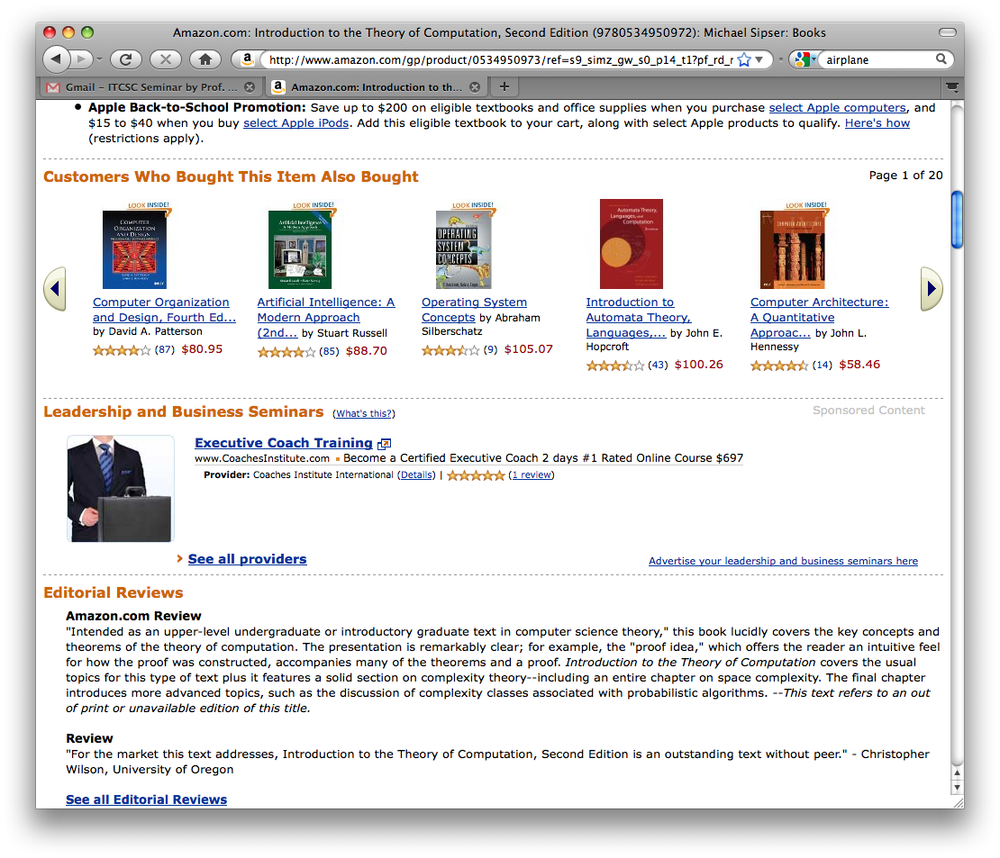 Amazon.com: Introduction to the Theory of Computation, Second Edition (9780534950972): Michael Sipser: Books
http://www.amazon.com/gp/product/0534950973/ref=s9_simz_gw_s0_p14_t1?pf_rd_r
airplane
Gmail – ITCSC Seminar by Prof. ...
Amazon.com: Introduction to th...
• Apple Back-to-School Promotion: Save up to $200 on eligible textbooks and office supplies when you purchase select Apple computers, and
$15 to $40 when you buy select Apple iPods. Add this eligible textbook to your cart, along with select Apple products to qualify. Here's how
(restrictions apply).
Customers Who Bought This Item Also Bought
Page 1 of 20
LOOK INSIDE!
COMPUTER
ORGANIZATION
AND DESIGN
Computer Organization
and Design, Fourth Ed...
by David A. Patterson
(87) $80.95
LOOK INSIDE!
Artificial Intelligence
A Modern Approach
Artificial Intelligence: A
Modern Approach
(2nd... by Stuart Russell
(85) $88.70
LOOK INSIDE!
OPERATING
SYSTEM
CONCEPTS
Operating System
Concepts by Abraham
Silberschatz
(9) $105.07
Automata Theory,
Languages, and
Computation
Introduction to
Automata Theory,
Languages,... by John E.
Hopcroft
(43) $100.26
LOOK INSIDE!
COMPUTER ARCHITECTURE
Computer Architecture:
A Quantitative
Approac... by John L.
Hennessy
(14) $58.46
Leadership and Business Seminars (What's this?)
Sponsored Content
Executive Coach Training
www.CoachesInstitute.com ▪ Become a Certified Executive Coach 2 days #1 Rated Online Course $697
Provider: Coaches Institute International (Details) | (1 review)
› See all providers
Advertise your leadership and business seminars here
Editorial Reviews
Amazon.com Review
"Intended as an upper-level undergraduate or introductory graduate text in computer science theory," this book lucidly covers the key concepts and
theorems of the theory of computation. The presentation is remarkably clear; for example, the "proof idea," which offers the reader an intuitive feel
for how the proof was constructed, accompanies many of the theorems and a proof. Introduction to the Theory of Computation covers the usual
topics for this type of text plus it features a solid section on complexity theory--including an entire chapter on space complexity. The final chapter
introduces more advanced topics, such as the discussion of complexity classes associated with probabilistic algorithms. --This text refers to an out
of print or unavailable edition of this title.
Review
"For the market this text addresses, Introduction to the Theory of Computation, Second Edition is an outstanding text without peer." - Christopher
Wilson, University of Oregon
See all Editorial Reviews